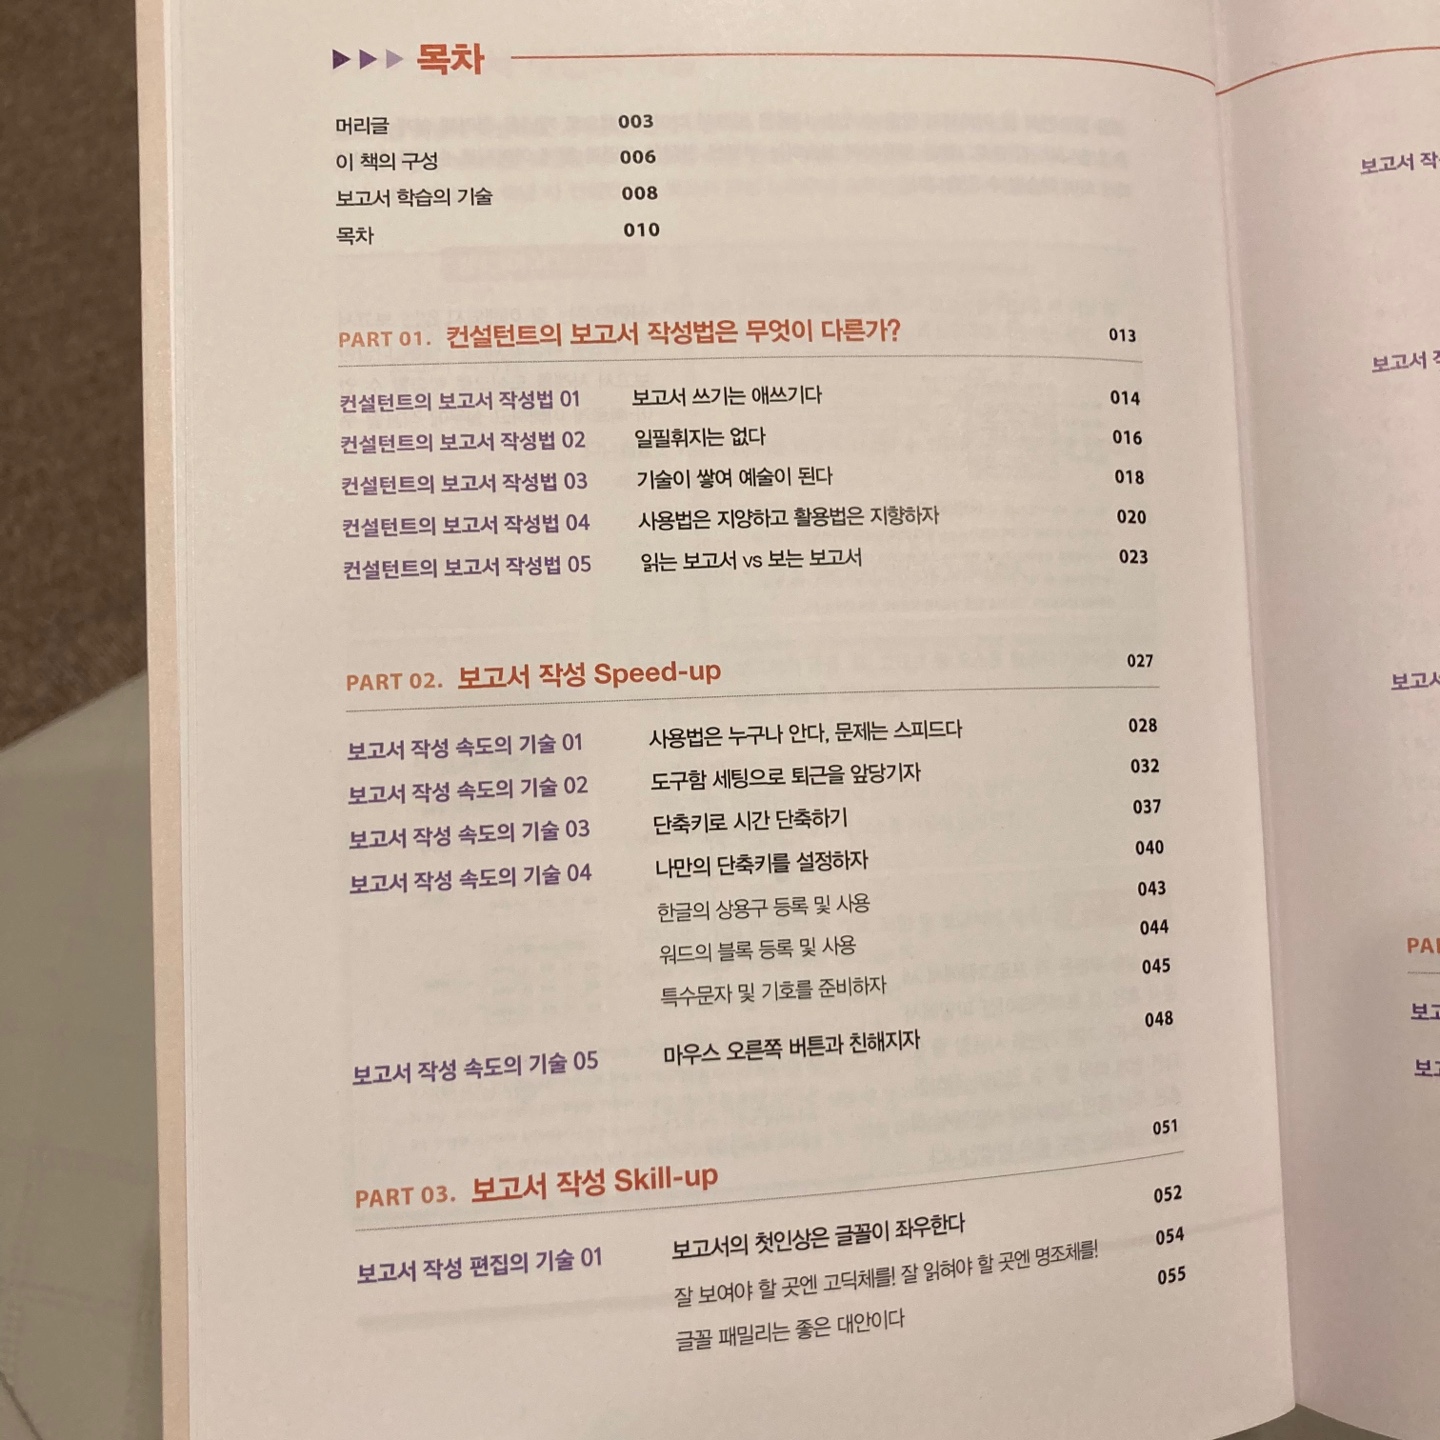 목차
머리글 003
이 책의 구성 006
보고서 학습의 기술 008
목차 010
PART 01. 컨설턴트의 보고서 작성법은 무엇이 다른가? 013
컨설턴트의 보고서 작성법 01 보고서 쓰기는 애쓰기다 014
컨설턴트의 보고서 작성법 02 일필휘지는 없다 016
컨설턴트의 보고서 작성법 03 기술이 쌓여 예술이 된다 018
컨설턴트의 보고서 작성법 04 사용법은 지양하고 활용법은 지향하자 020
컨설턴트의 보고서 작성법 05 읽는 보고서 vs 보는 보고서 023
PART 02. 보고서 작성 Speed-up 027
보고서 작성 속도의 기술 01 사용법은 누구나 안다, 문제는 스피드다 028
보고서 작성 속도의 기술 02 도구함 세팅으로 퇴근을 앞당기자 032
보고서 작성 속도의 기술 03 단축키로 시간 단축하기 037
보고서 작성 속도의 기술 04 나만의 단축키를 설정하자 040
한글의 상용구 등록 및 사용 043
워드의 블록 등록 및 사용 044
특수문자 및 기호를 준비하자 045
보고서 작성 속도의 기술 05 마우스 오른쪽 버튼과 친해지자 048
PART 03. 보고서 작성 Skill-up 051
보고서 작성 편집의 기술 01 보고서의 첫인상은 글꼴이 좌우한다 052
잘 보여야 할 곳엔 고딕체를! 잘 읽혀야 할 곳엔 명조체를! 054
글꼴 패밀리는 좋은 대안이다 055
보고서
보고서
보고서